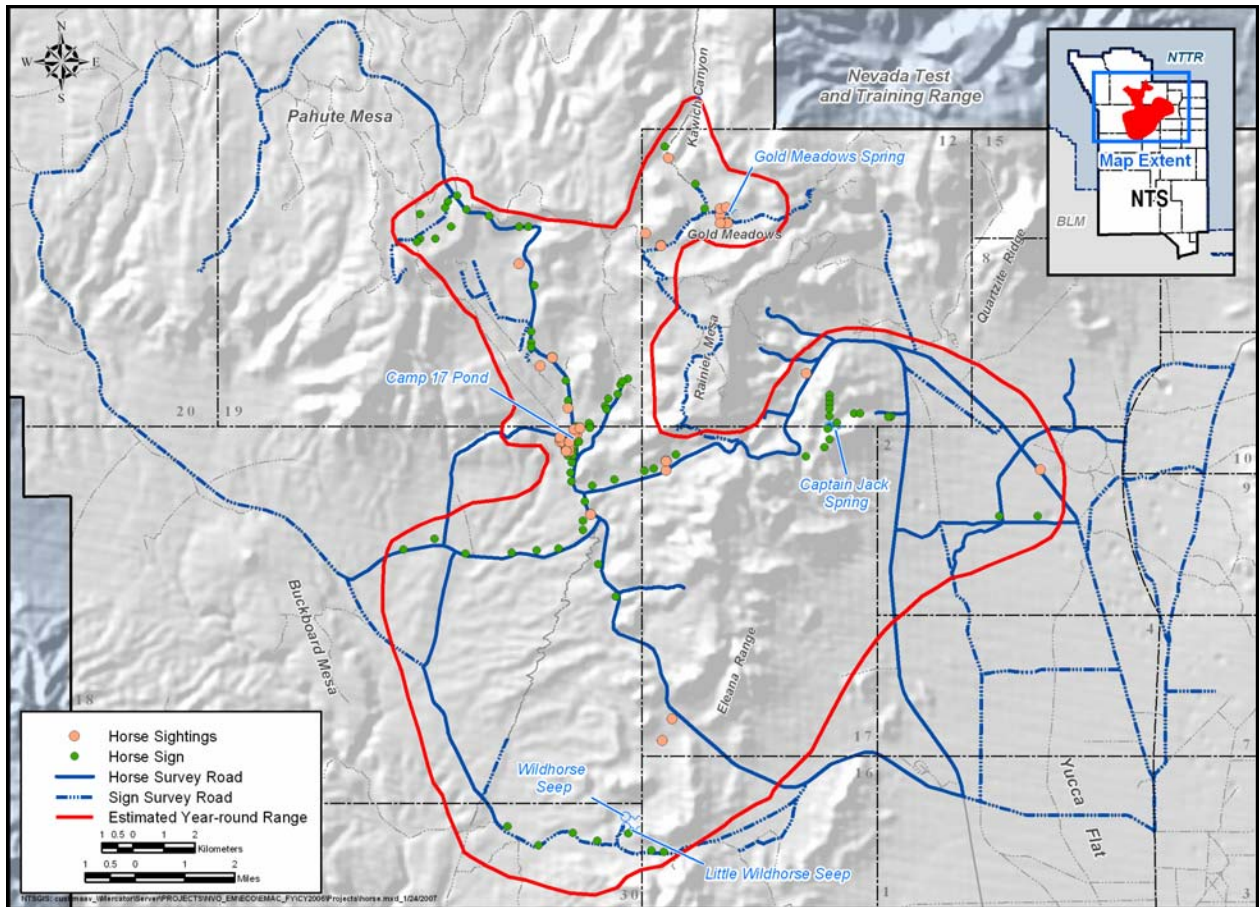 N
W E
S
Pahute Mesa
Kawich Canyon
Nevada Test
and Training Range
NTTR
Map Extent
NTS
BLM
12 15
Gold Meadows Spring
Gold Meadows
8
Quartzite Ridge
Rainier Mesa
Camp 17 Pond
20 19
2
10
9
Captain Jack
Spring
Buckboard Mesa
Eleana Range
4
18
17
16
7
Yucca Flat
Wildhorse
Seep
Little Wildhorse Seep
30
1
3
Horse Sightings
Horse Sign
Horse Survey Road
Sign Survey Road
Estimated Year-round Range
1 0.5 0 1 2
Kilometers
1 0.5 0 1 2
Miles